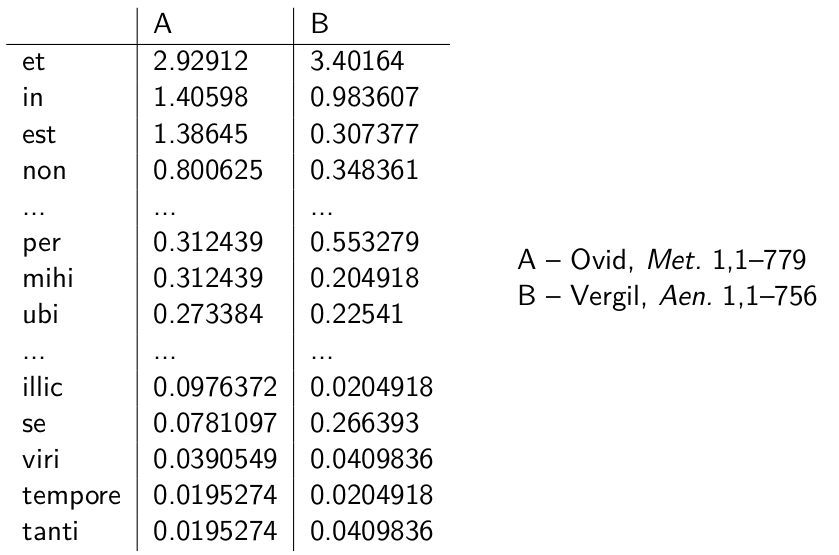 A B
et 2.92912 3.40164
in 1.40598 0.983607
est 1.38645 0.307377
non 0.800625 0.348361
... ... ...
per 0.312439 0.553279
mihi 0.312439 0.204918
ubi 0.273384 0.22541
... ... ...
illic 0.0976372 0.0204918
se 0.0781097 0.266393
viri 0.0390549 0.0409836
tempore 0.0195274 0.0204918
tanti 0.0195274 0.0409836
A – Ovid, Met. 1,1–779
B – Vergil, Aen. 1,1–756